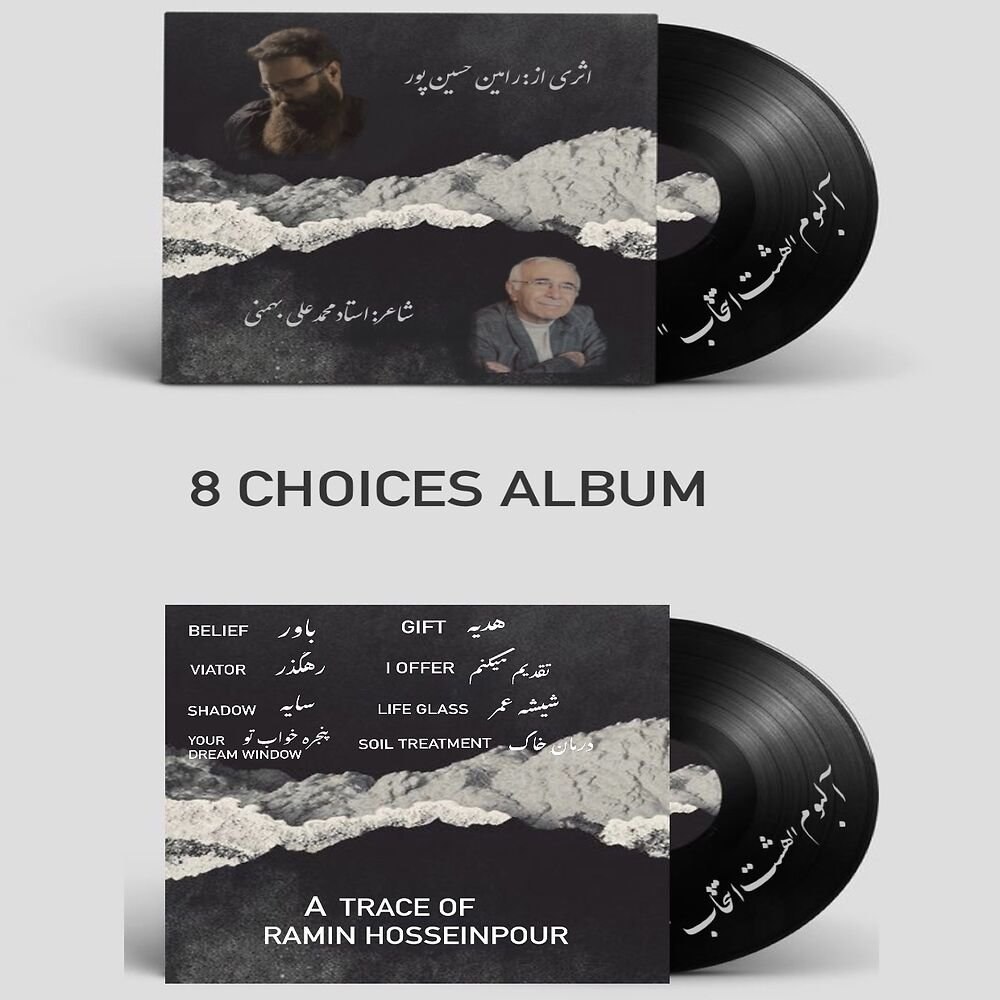 اثری از: رامین حسین پور
شاعر: استاد محمدعلی بهمنی
آلبوم "هشت انتخاب"
8 CHOICES ALBUM
BELIEF باور
GIFT هدیه
VIATOR رهگذر
I OFFER تقدیم میکنم
SHADOW سایه
LIFE GLASS شیشه عمر
YOUR پنجره خواب تو
DREAM WINDOW
SOIL TREATMENT درمان خاک
A TRACE OF
RAMIN HOSSEINPOUR
آلبوم "هشت انتخاب